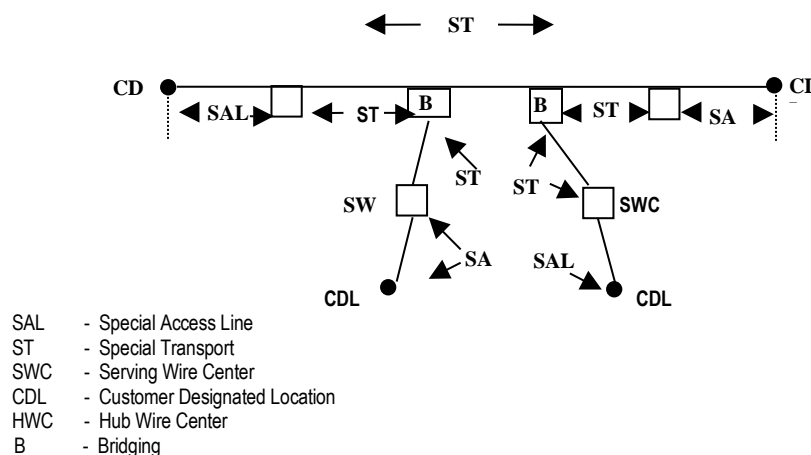 ST
CD
CD
SAL
ST
B
B
ST
SA
ST
ST
SW
SWC
SA
SAL
CDL
CDL
SAL - Special Access Line
ST - Special Transport
SWC - Serving Wire Center
CDL - Customer Designated Location
HWC - Hub Wire Center
B - Bridging